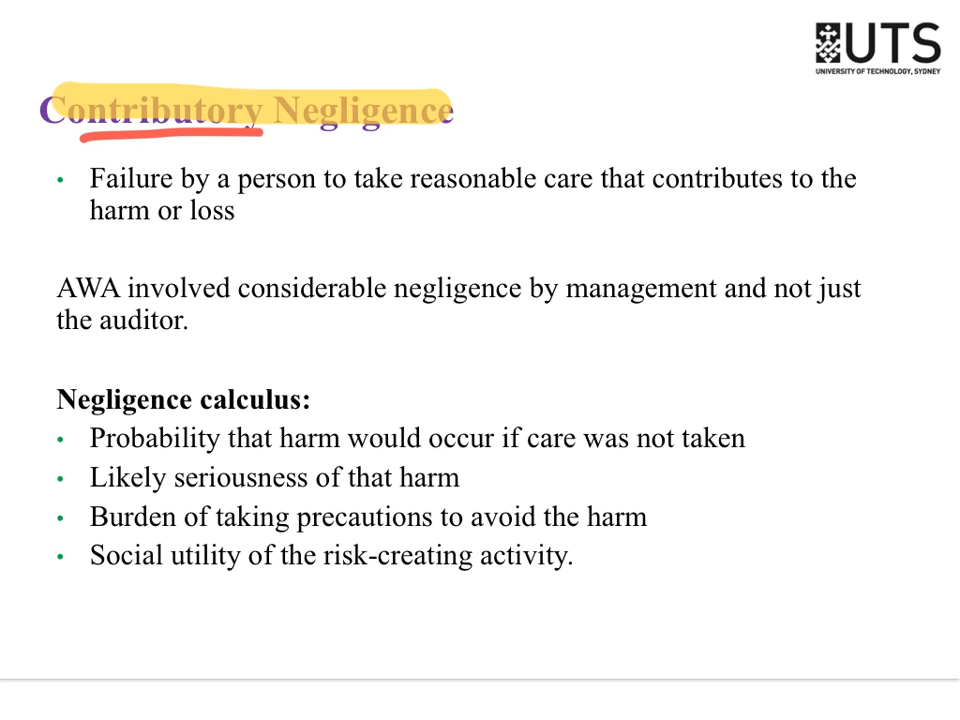 UTS
UNIVERSITY OF TECHNOLOGY, SYDNEY
Contributory Negligence
• Failure by a person to take reasonable care that contributes to the
harm or loss
AWA involved considerable negligence by management and not just
the auditor.
Negligence calculus:
• Probability that harm would occur if care was not taken
• Likely seriousness of that harm
• Burden of taking precautions to avoid the harm
• Social utility of the risk-creating activity.